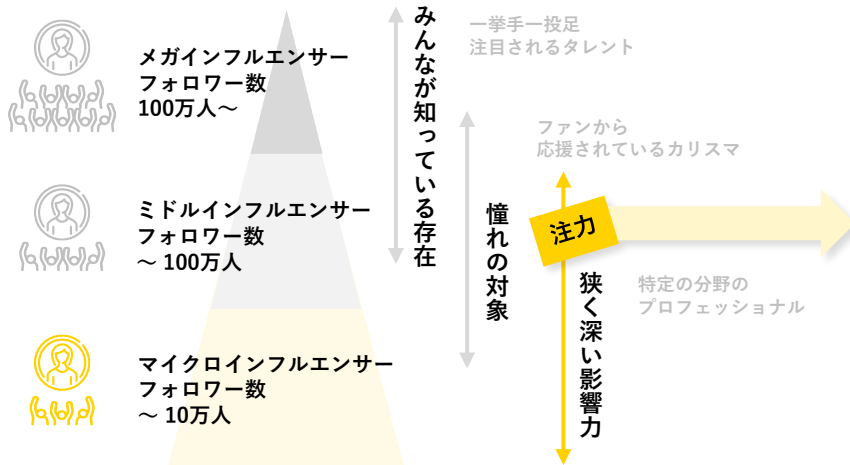 メガインフルエンサー
フォロワー数
100万人～
ミドルインフルエンサー
フォロワー数
～ 100万人
マイクロインフルエンサー
フォロワー数
～ 10万人
みんなが知っている存在
一挙手一投足
注目されるタレント
憧れの対象
ファンから
応援されているカリスマ
注力
狭く深い影響力
特定の分野の
プロフェッショナル